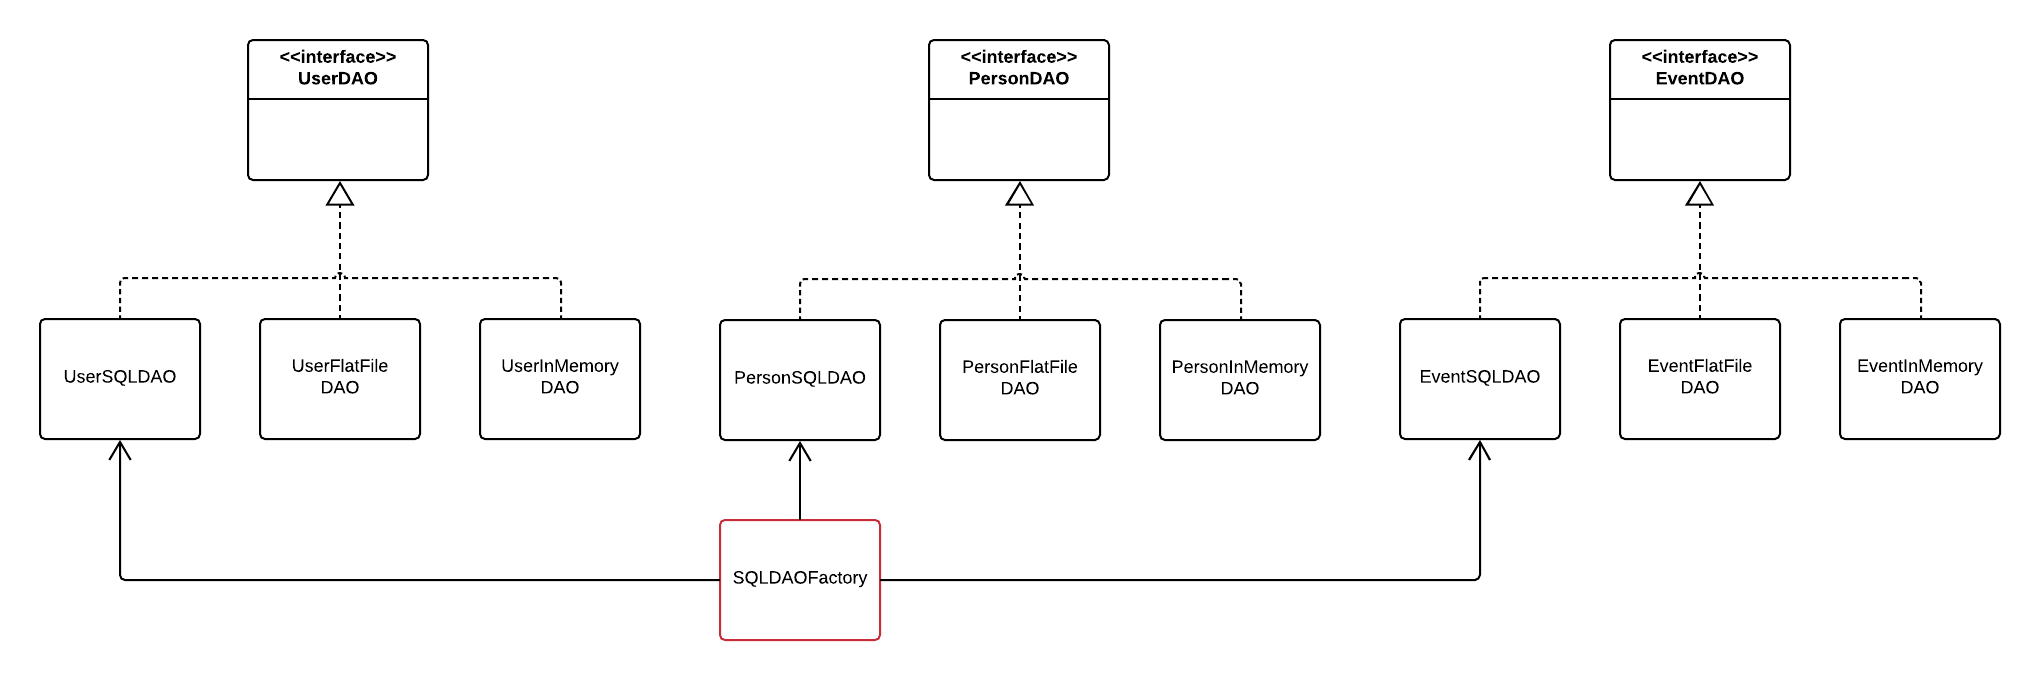 <<interface>>
UserDAO
<<interface>>
PersonDAO
<<interface>>
EventDAO
UserSQLDAO
UserFlatFile
DAO
UserInMemory
DAO
PersonSQLDAO
PersonFlatFile
DAO
PersonInMemory
DAO
EventSQLDAO
EventFlatFile
DAO
EventInMemory
DAO
SQLDAOFactory